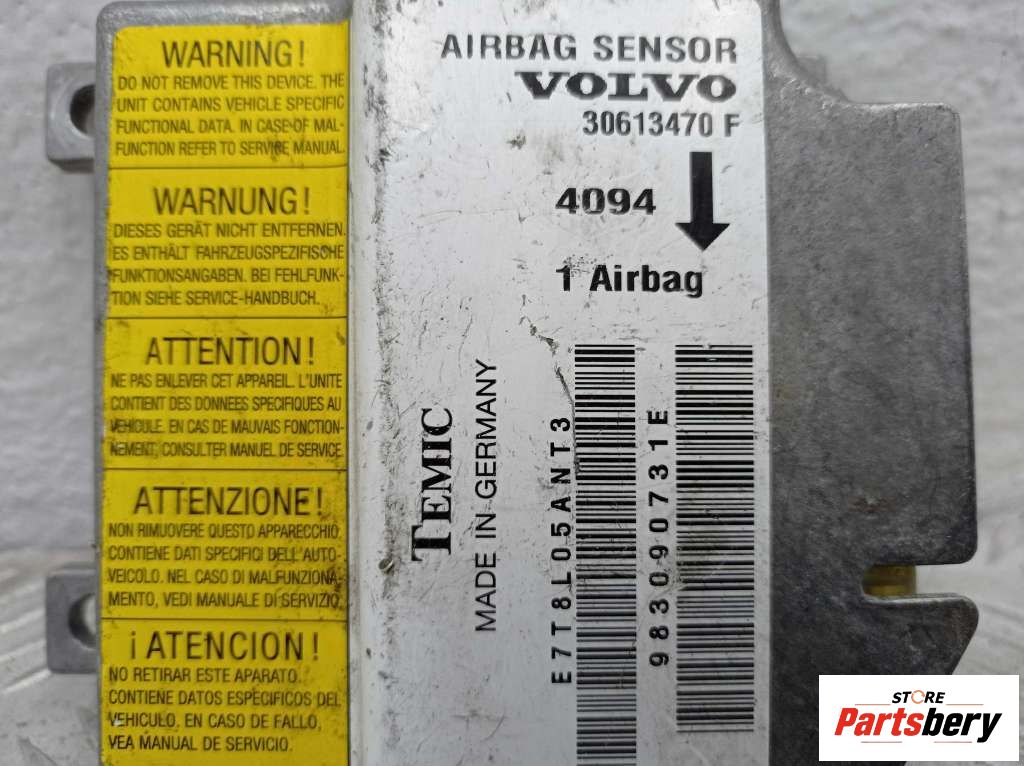 WARNING!
DO NOT REMOVE THIS DEVICE. THE
UNIT CONTAINS VEHICLE SPECIFIC
FUNCTIONAL DATA. IN CASE OF MAL-
FUNCTION REFER TO SERVICE MANUAL.
WARNUNG!
DIESES GERÄT NICHT ENTFERNEN.
ES ENTHÄLT FAHRZEUGSPEZIFISCHE
FUNKTIONSANGABEN. BEI FEHLFUNK-
TION SIEHE SERVICE-HANDBUCH.
ATTENTION!
NE PAS ENLEVER CET APPAREIL. L'UNITE
CONTIENT DES DONNEES SPECIFIQUES AU
VEHICULE. EN CAS DE MAUVAIS FONCTION-
NEMENT, CONSULTER MANUEL DE SERVICE.
ATTENZIONE!
NON RIMUOVERE QUESTO APPARECCHIO.
CONTIENE DATI SPECIFICI DELL'AUTO-
VEICOLO. NEL CASO DI MALFUNZIONA-
MENTO, VEDI MANUALE DI SERVIZIO.
¡ATENCION!
NO RETIRAR ESTE APARATO.
CONTIENE DATOS ESPECIFICOS DEL
VEHICULO. EN CASO DE FALLO,
VEA MANUAL DE SERVICIO.
AIRBAG SENSOR
VOLVO
30613470 F
4094
1 Airbag
TEMIC
MADE IN GERMANY
E7T8L05ANT3
983090731E
STORE
Partsbery